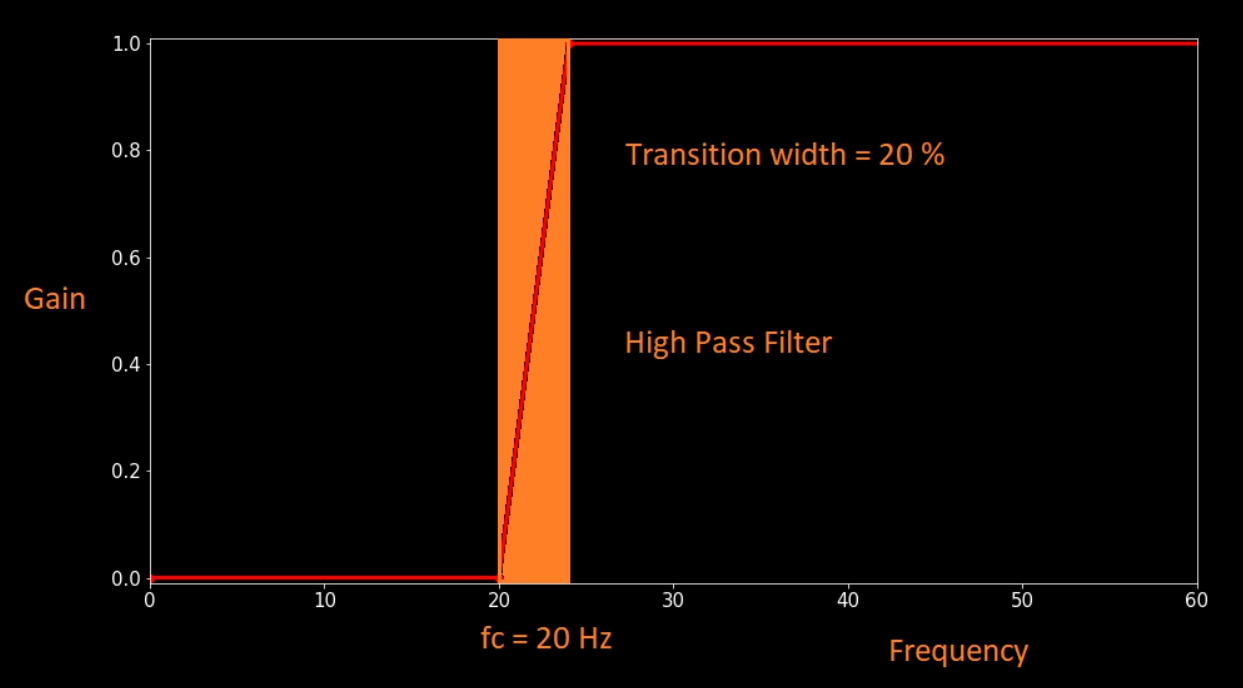 1.0
0.8
Transition width = 20 %
0.6
Gain
High Pass Filter
0.4
0.2
0.0
0 10 20 30 40 50 60
fc = 20 Hz
Frequency